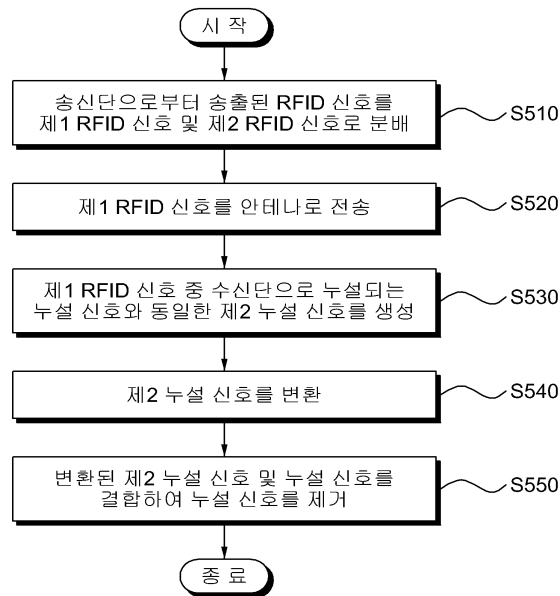 시 작
송신단으로부터 송출된 RFID 신호를
제1 RFID 신호 및 제2 RFID 신호로 분배
S510
제1 RFID 신호를 안테나로 전송
S520
제1 RFID 신호 중 수신단으로 누설되는
누설 신호와 동일한 제2 누설 신호를 생성
S530
제2 누설 신호를 변환
S540
변환된 제2 누설 신호 및 누설 신호를
결합하여 누설 신호를 제거
S550
종 료